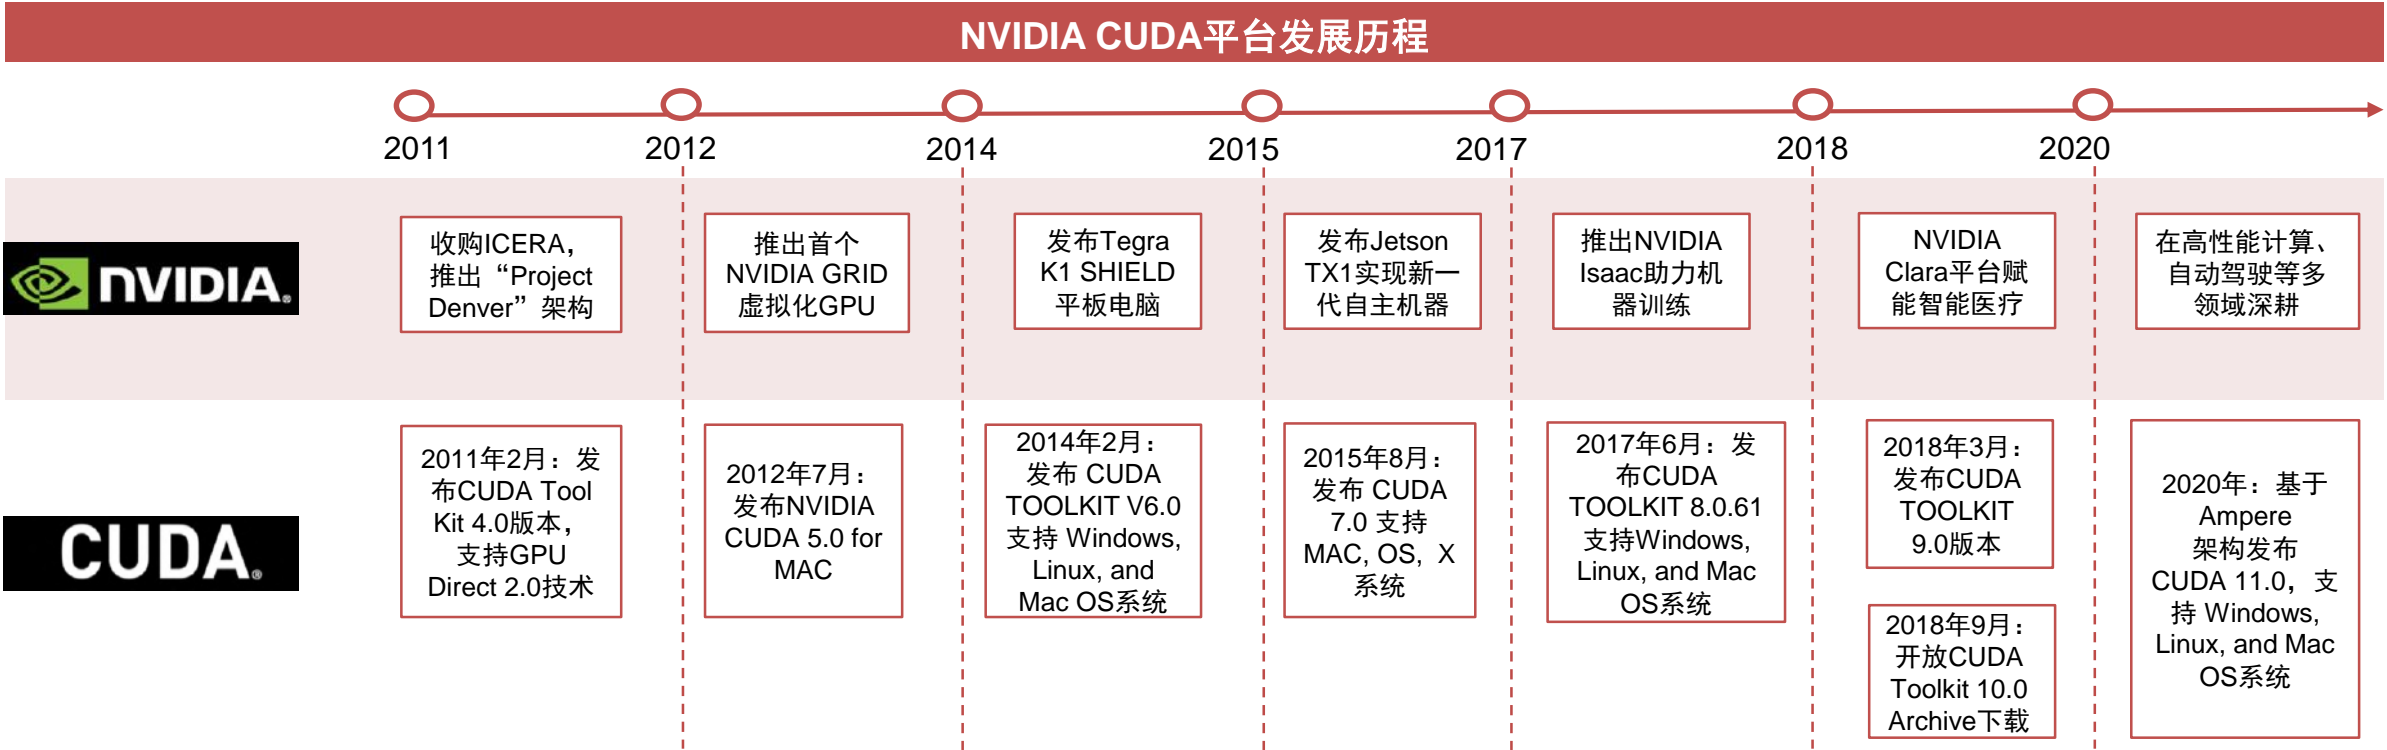 NVIDIA CUDA平台发展历程
2011
2012
2014
2015
2017
2018
2020
NVIDIA.
收购ICERA，
推出“Project
Denver”架构
推出首个
NVIDIA GRID
虚拟化GPU
发布Tegra
K1 SHIELD
平板电脑
发布Jetson
TX1实现新一
代自主机器
推出NVIDIA
Isaac助力机
器训练
NVIDIA
Clara平台赋
能智能医疗
在高性能计算、
自动驾驶等多
领域深耕
CUDA.
2011年2月：发
布CUDA Tool
Kit 4.0版本，
支持GPU
Direct 2.0技术
2012年7月：
发布NVIDIA
CUDA 5.0 for
MAC
2014年2月：
发布 CUDA
TOOLKIT V6.0
支持 Windows,
Linux, and
Mac OS系统
2015年8月：
发布 CUDA
7.0 支持
MAC, OS, X
系统
2017年6月：发
布CUDA
TOOLKIT 8.0.61
支持Windows,
Linux, and Mac
OS系统
2018年3月：
发布CUDA
TOOLKIT
9.0版本
2018年9月：
开放CUDA
Toolkit 10.0
Archive下载
2020年：基于
Ampere
架构发布
CUDA 11.0，支
持 Windows,
Linux, and Mac
OS系统